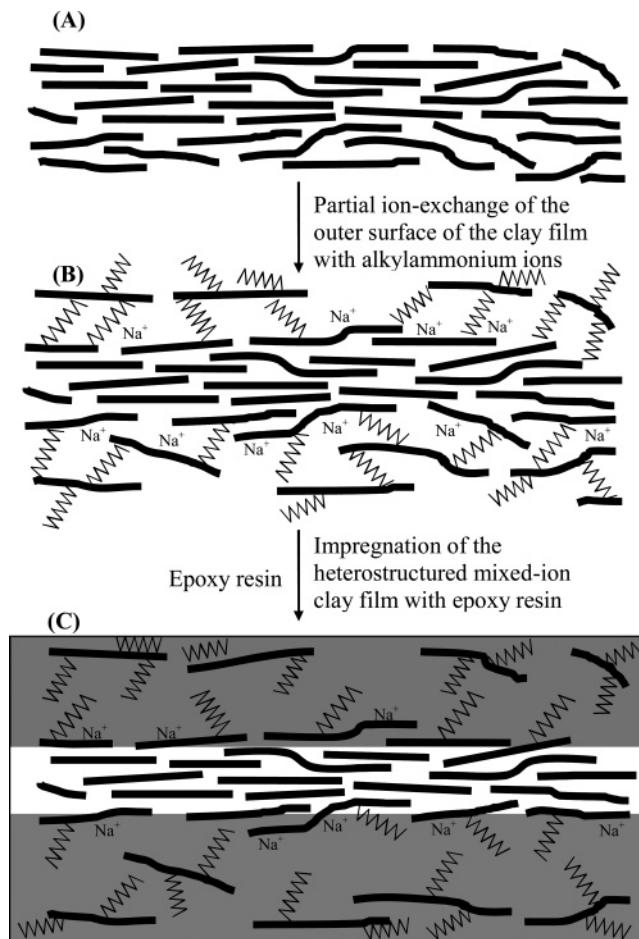 (A)
Partial ion-exchange of the
outer surface of the clay film
with alkylammonium ions
(B)
Na⁺
Na⁺
Na⁺
Na⁺
Na⁺
Na⁺
Na⁺
Na⁺
Na⁺
Epoxy resin
Impregnation of the
heterostructured mixed-ion
clay film with epoxy resin
(C)
Na⁺
Na⁺
Na⁺
Na⁺
Na⁺
Na⁺
Na⁺